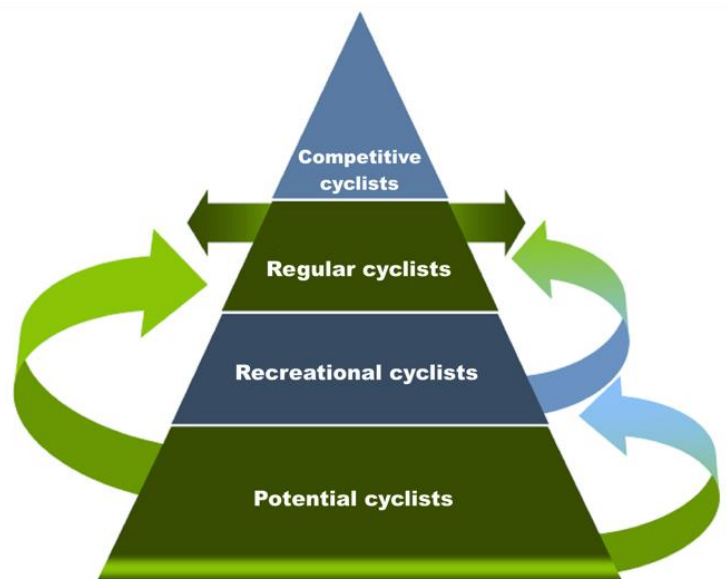 Competitive
cyclists
Regular cyclists
Recreational cyclists
Potential cyclists